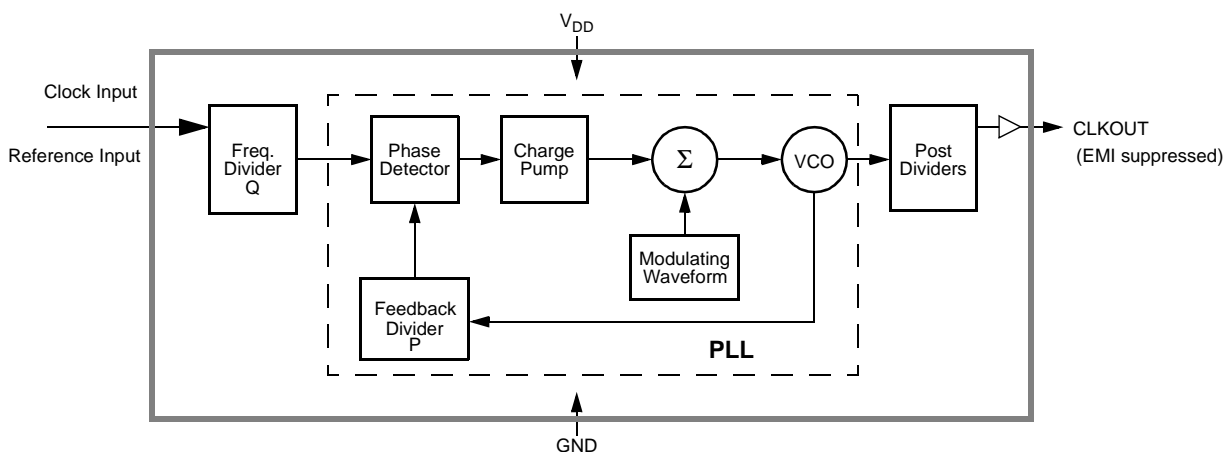 VDD
Clock Input
Reference Input
Freq.
Divider
Q
Phase
Detector
Charge
Pump
Σ
VCO
Post
Dividers
CLKOUT
(EMI suppressed)
Modulating
Waveform
Feedback
Divider
P
PLL
GND